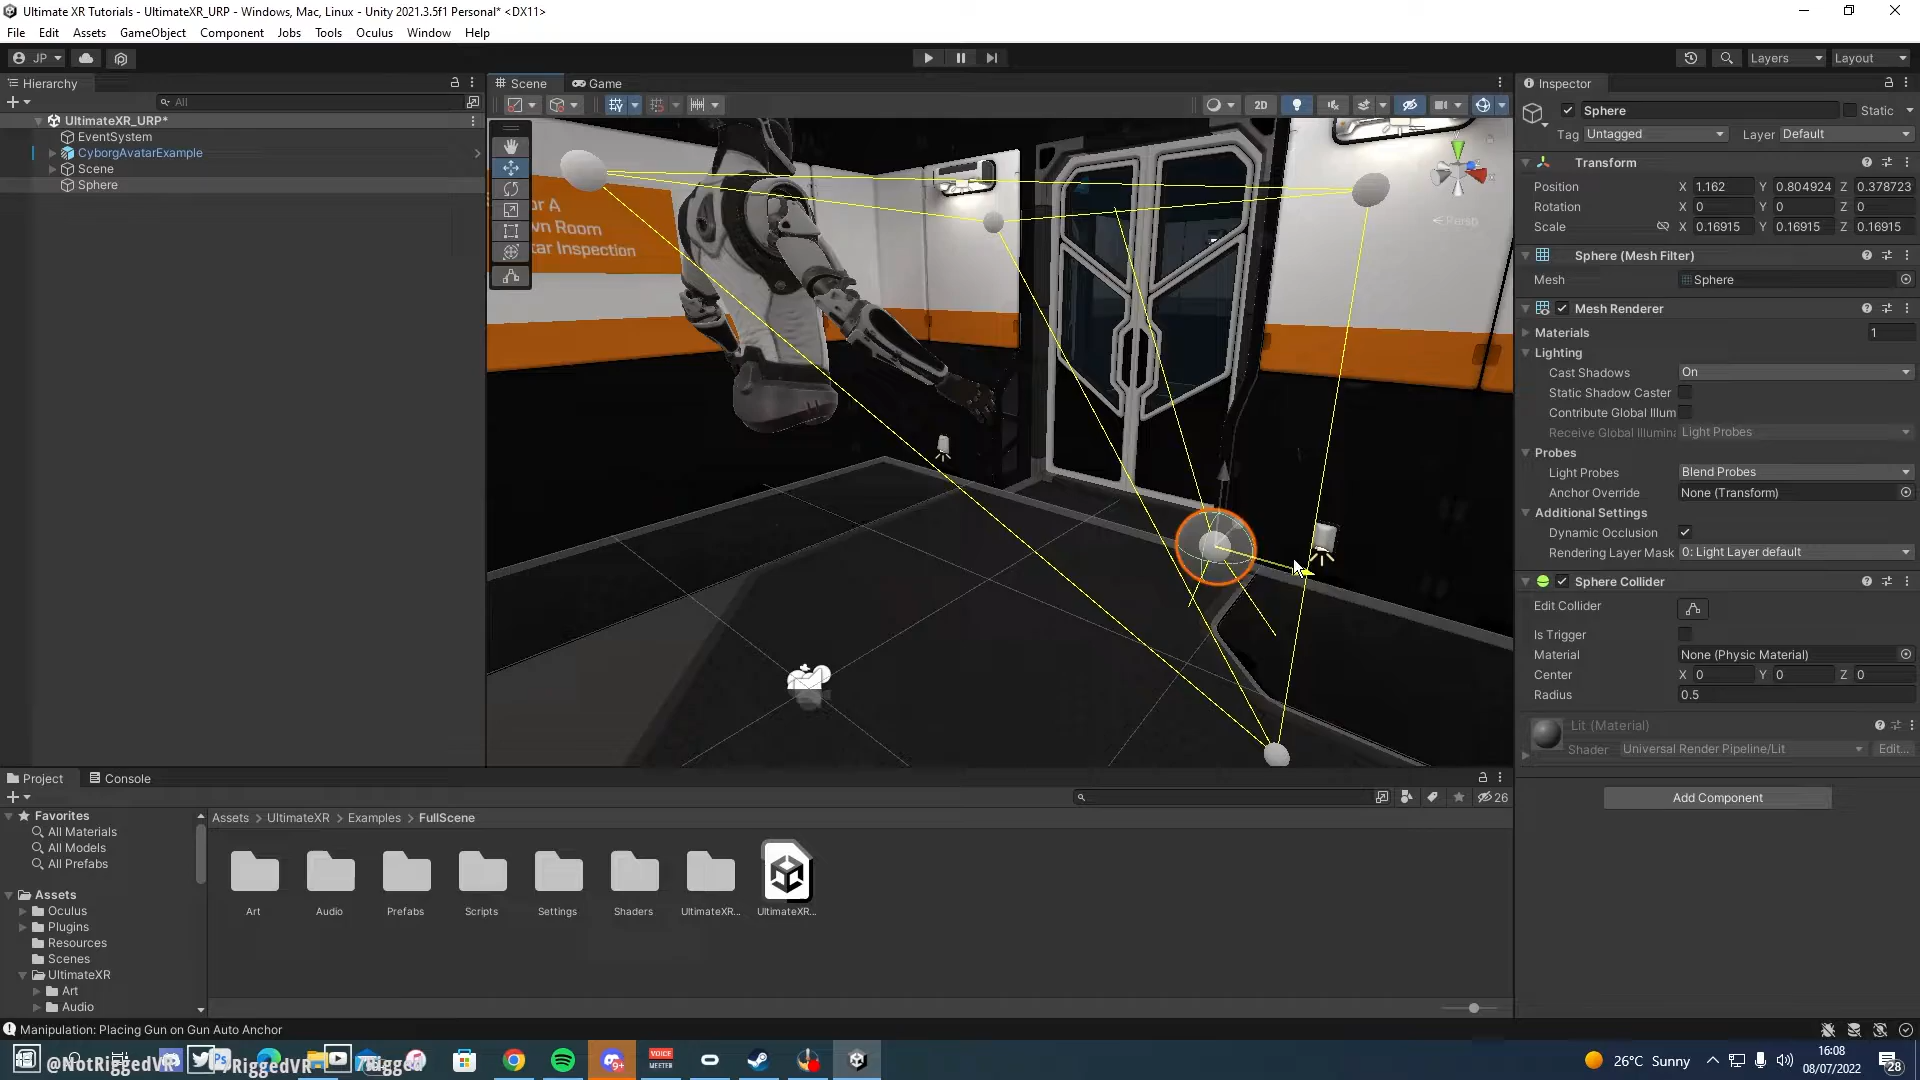 Ultimate XR Tutorials - UltimateXR_URP - Windows, Mac, Linux - Unity 2021.3.5f1 Personal* <DX11>
File Edit Assets GameObject Component Jobs Tools Oculus Window Help
JP Layers Layout
Hierarchy
All
UltimateXR_URP*
EventSystem
CyborgAvatarExample
Scene
Sphere
Scene Game
2D
Persp
or A
wn Room
tar Inspection
Inspector
Sphere Static
Tag Untagged Layer Default
Transform
Position X 1.162 Y 0.804924 Z 0.378723
Rotation X 0 Y 0 Z 0
Scale X 0.16915 Y 0.16915 Z 0.16915
Sphere (Mesh Filter)
Mesh Sphere
Mesh Renderer
Materials 1
Lighting
Cast Shadows On
Static Shadow Caster
Contribute Global Illum
Receive Global Illumina Light Probes
Probes
Light Probes Blend Probes
Anchor Override None (Transform)
Additional Settings
Dynamic Occlusion
Rendering Layer Mask 0: Light Layer default
Sphere Collider
Edit Collider
Is Trigger
Material None (Physic Material)
Center X 0 Y 0 Z 0
Radius 0.5
Lit (Material)
Shader Universal Render Pipeline/Lit Edit...
Add Component
Project Console
26
Favorites
All Materials
All Models
All Prefabs
Assets
Oculus
Plugins
Resources
Scenes
UltimateXR
Art
Audio
Assets > UltimateXR > Examples > FullScene
Art Audio Prefabs Scripts Settings Shaders UltimateXR... UltimateXR...
Manipulation: Placing Gun on Gun Auto Anchor
@NotRiggedVR /RiggedVR /Rigged
Ps
9+
VOICE
MEETER
26°C Sunny
16:08
08/07/2022
28